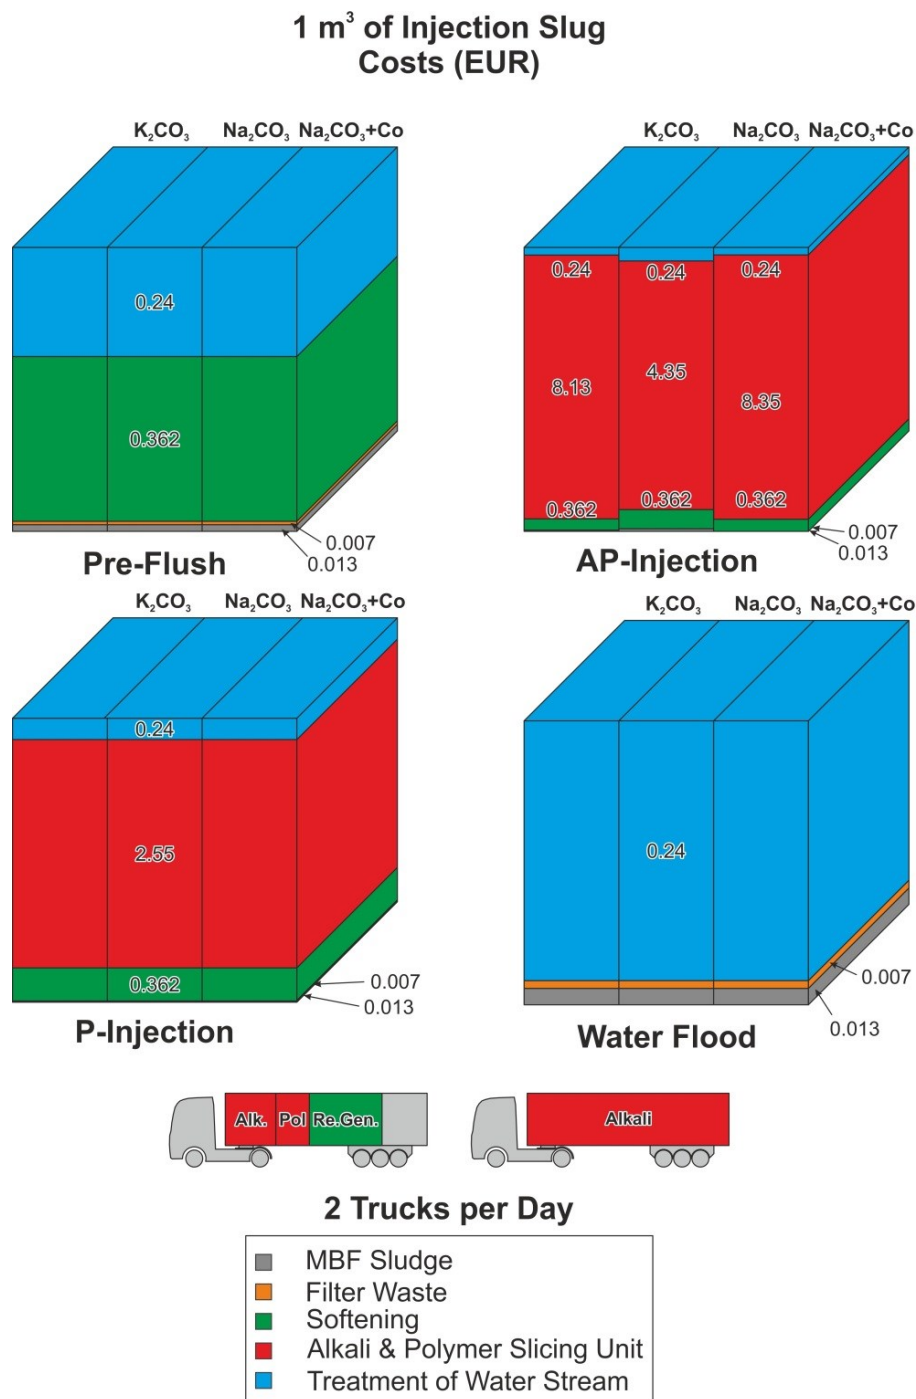 1 m³ of Injection Slug
Costs (EUR)
K₂CO₃ Na₂CO₃ Na₂CO₃+Co
0.24
0.362
0.007
0.013
Pre-Flush
K₂CO₃ Na₂CO₃ Na₂CO₃+Co
0.24 0.24 0.24
8.13 4.35 8.35
0.362 0.362 0.362
0.007
0.013
AP-Injection
K₂CO₃ Na₂CO₃ Na₂CO₃+Co
0.24
2.55
0.362
0.007
0.013
P-Injection
K₂CO₃ Na₂CO₃ Na₂CO₃+Co
0.24
0.007
0.013
Water Flood
Alk. Pol Re.Gen.
Alkali
2 Trucks per Day
MBF Sludge
Filter Waste
Softening
Alkali & Polymer Slicing Unit
Treatment of Water Stream